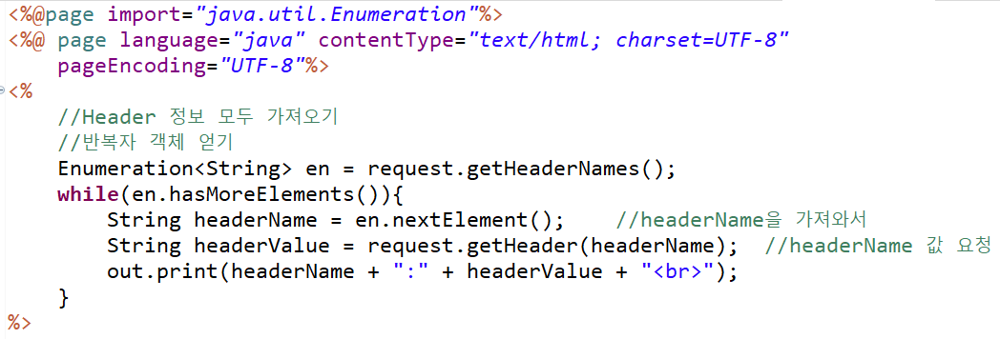 <%@page import="java.util.Enumeration"%>
<%@ page language="java" contentType="text/html; charset=UTF-8"
    pageEncoding="UTF-8"%>
<%
    //Header 정보 모두 가져오기
    //반복자 객체 얻기
    Enumeration<String> en = request.getHeaderNames();
    while(en.hasMoreElements()){
        String headerName = en.nextElement();    //headerName을 가져와서
        String headerValue = request.getHeader(headerName);  //headerName 값 요청
        out.print(headerName + ":" + headerValue + "<br>");
    }
%>